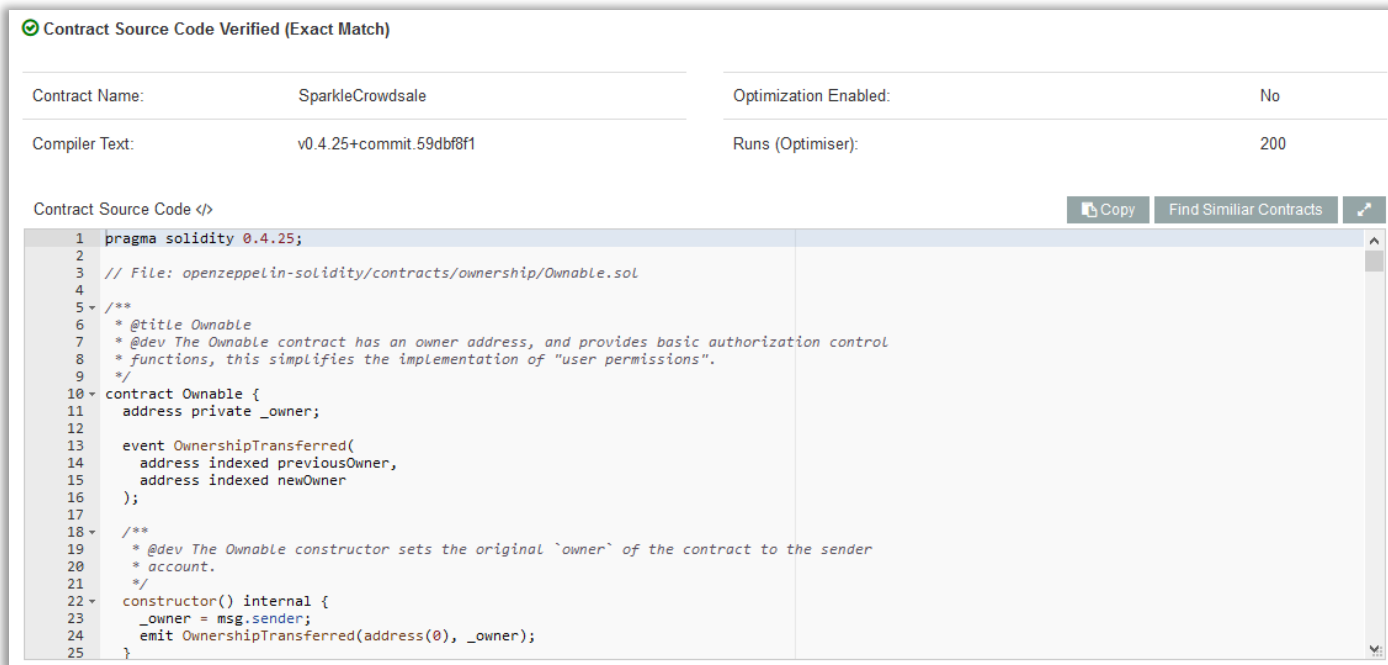 Contract Source Code Verified (Exact Match)
Contract Name: SparkleCrowdsale Optimization Enabled: No
Compiler Text: v0.4.25+commit.59dbf8f1 Runs (Optimiser): 200
Contract Source Code </> Copy Find Similiar Contracts
1 pragma solidity 0.4.25;
2
3 // File: openzeppelin-solidity/contracts/ownership/Ownable.sol
4
5 /**
6  * @title Ownable
7  * @dev The Ownable contract has an owner address, and provides basic authorization control
8  * functions, this simplifies the implementation of "user permissions".
9  */
10 contract Ownable {
11   address private _owner;
12
13   event OwnershipTransferred(
14     address indexed previousOwner,
15     address indexed newOwner
16   );
17
18   /**
19    * @dev The Ownable constructor sets the original `owner` of the contract to the sender
20    * account.
21    */
22   constructor() internal {
23     _owner = msg.sender;
24     emit OwnershipTransferred(address(0), _owner);
25   }